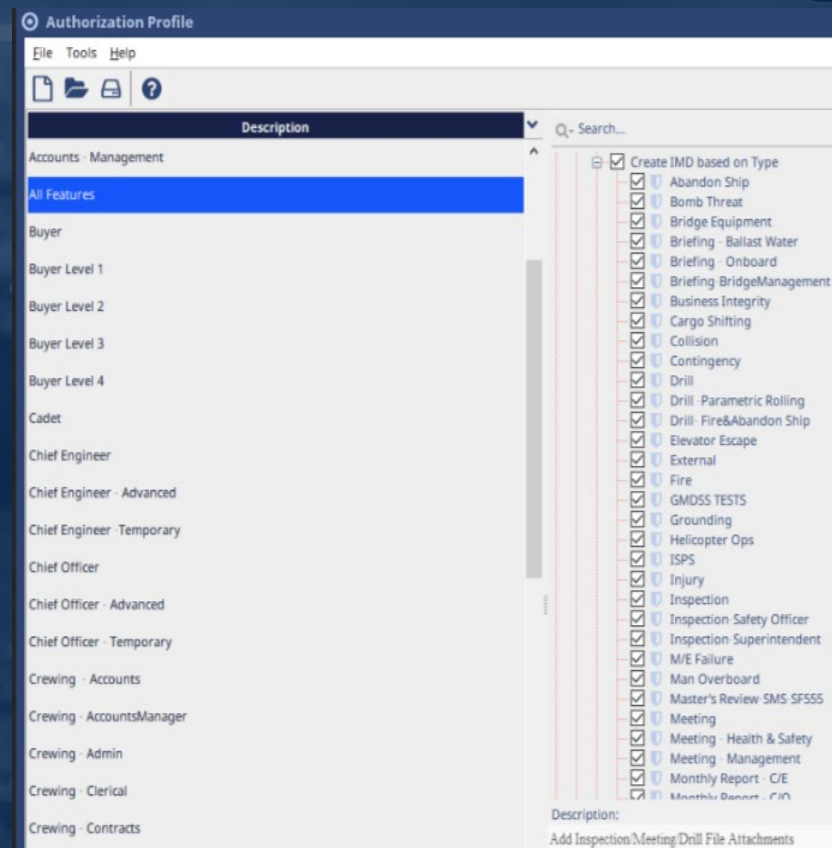 Authorization Profile
File Tools Help
Description
Accounts - Management
All Features
Buyer
Buyer Level 1
Buyer Level 2
Buyer Level 3
Buyer Level 4
Cadet
Chief Engineer
Chief Engineer - Advanced
Chief Engineer -Temporary
Chief Officer
Chief Officer - Advanced
Chief Officer - Temporary
Crewing - Accounts
Crewing - AccountsManager
Crewing - Admin
Crewing - Clerical
Crewing - Contracts
Search...
Create IMD based on Type
Abandon Ship
Bomb Threat
Bridge Equipment
Briefing - Ballast Water
Briefing - Onboard
Briefing-BridgeManagement
Business Integrity
Cargo Shifting
Collision
Contingency
Drill
Drill -Parametric Rolling
Drill- Fire&Abandon Ship
Elevator Escape
External
Fire
GMDSS TESTS
Grounding
Helicopter Ops
ISPS
Injury
Inspection
Inspection-Safety Officer
Inspection-Superintendent
M/E Failure
Man Overboard
Master's Review-SMS-SF555
Meeting
Meeting - Health & Safety
Meeting - Management
Monthly Report - C/E
Monthly Report - C/O
Description:
Add Inspection/Meeting/Drill File Attachments